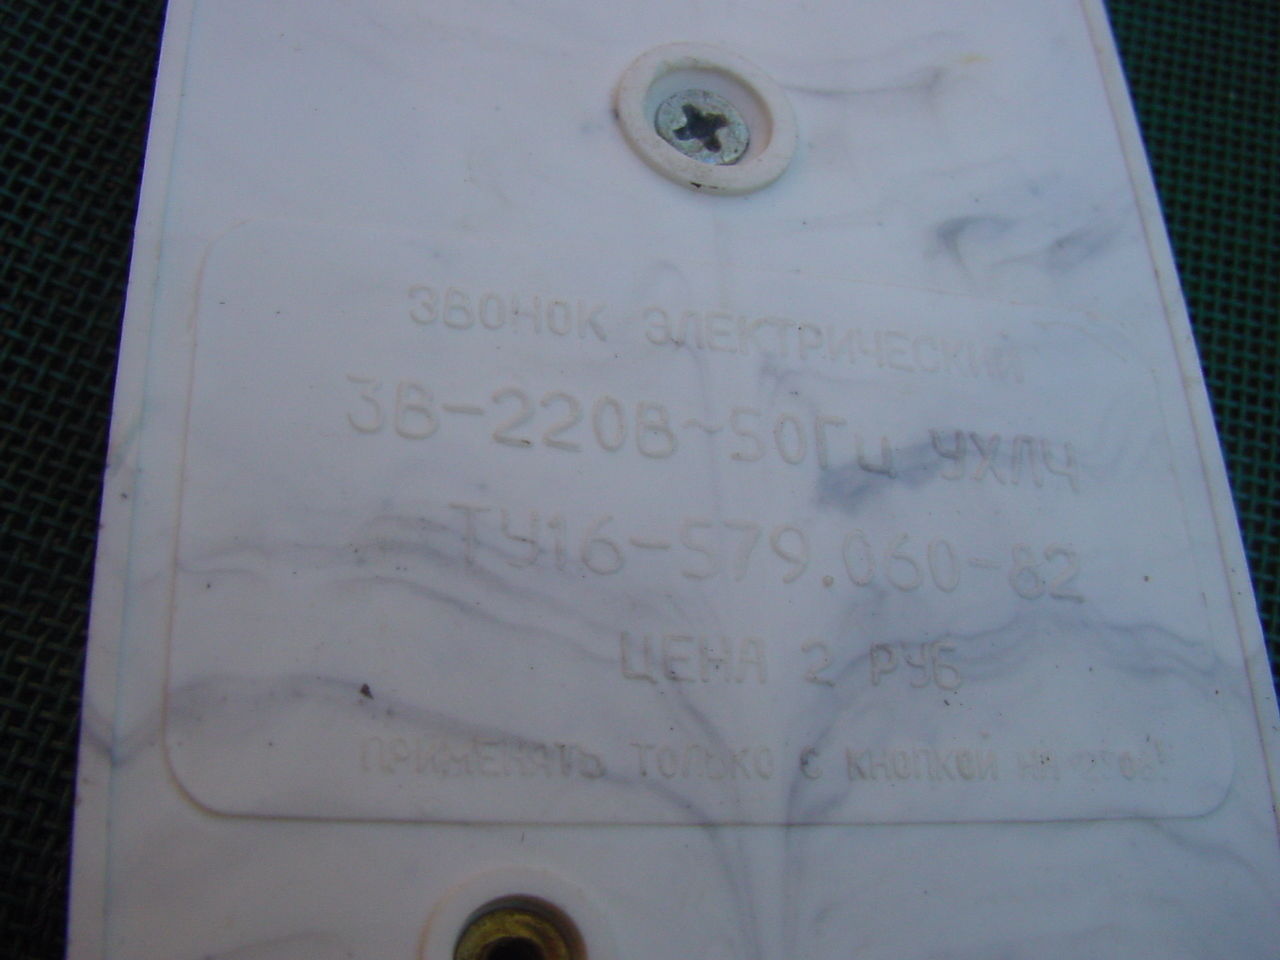 ЗВОНОК ЭЛЕКТРИЧЕСКИЙ
ЗВ-220В~50Гц УХЛ4
ТУ16-579.060-82
ЦЕНА 2 РУБ
ПРИМЕНЯТЬ ТОЛЬКО С КНОПКОЙ НА 220В